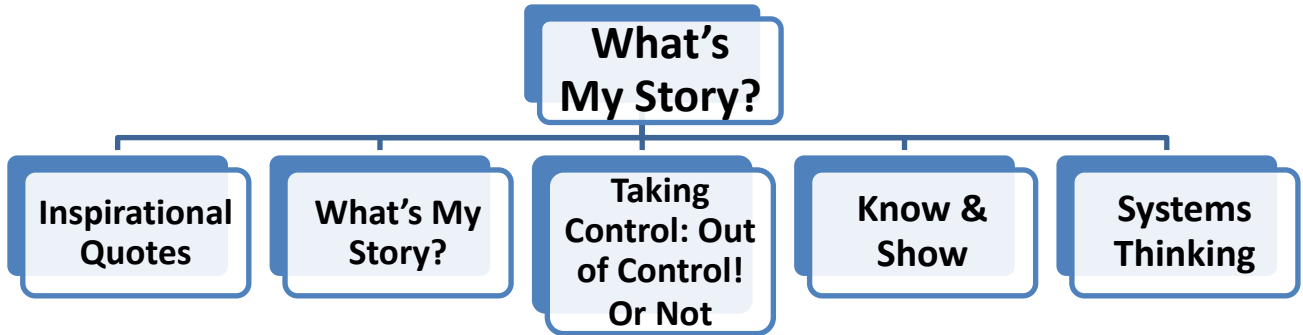 What’s
My Story?
Inspirational
Quotes
What’s My
Story?
Taking
Control: Out
of Control!
Or Not
Know &
Show
Systems
Thinking